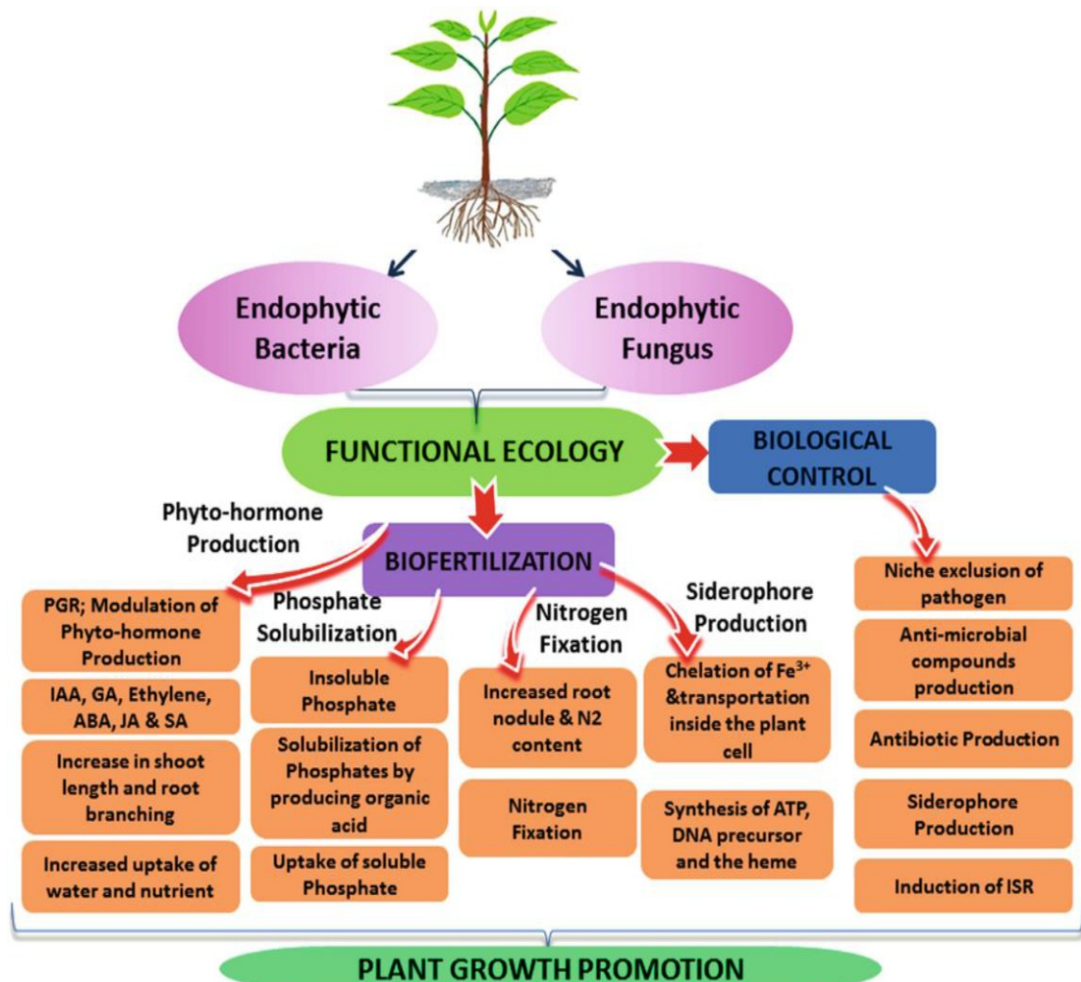 Endophytic
Bacteria
Endophytic
Fungus
FUNCTIONAL ECOLOGY
BIOLOGICAL
CONTROL
BIOFERTILIZATION
Phyto-hormone
Production
PGR; Modulation of
Phyto-hormone
Production
IAA, GA, Ethylene,
ABA, JA & SA
Increase in shoot
length and root
branching
Increased uptake of
water and nutrient
Phosphate
Solubilization
Insoluble
Phosphate
Solubilization of
Phosphates by
producing organic
acid
Uptake of soluble
Phosphate
Nitrogen
Fixation
Increased root
nodule & N2
content
Nitrogen
Fixation
Siderophore
Production
Chelation of Fe³⁺
&transportation
inside the plant
cell
Synthesis of ATP,
DNA precursor
and the heme
Niche exclusion of
pathogen
Anti-microbial
compounds
production
Antibiotic Production
Siderophore
Production
Induction of ISR
PLANT GROWTH PROMOTION